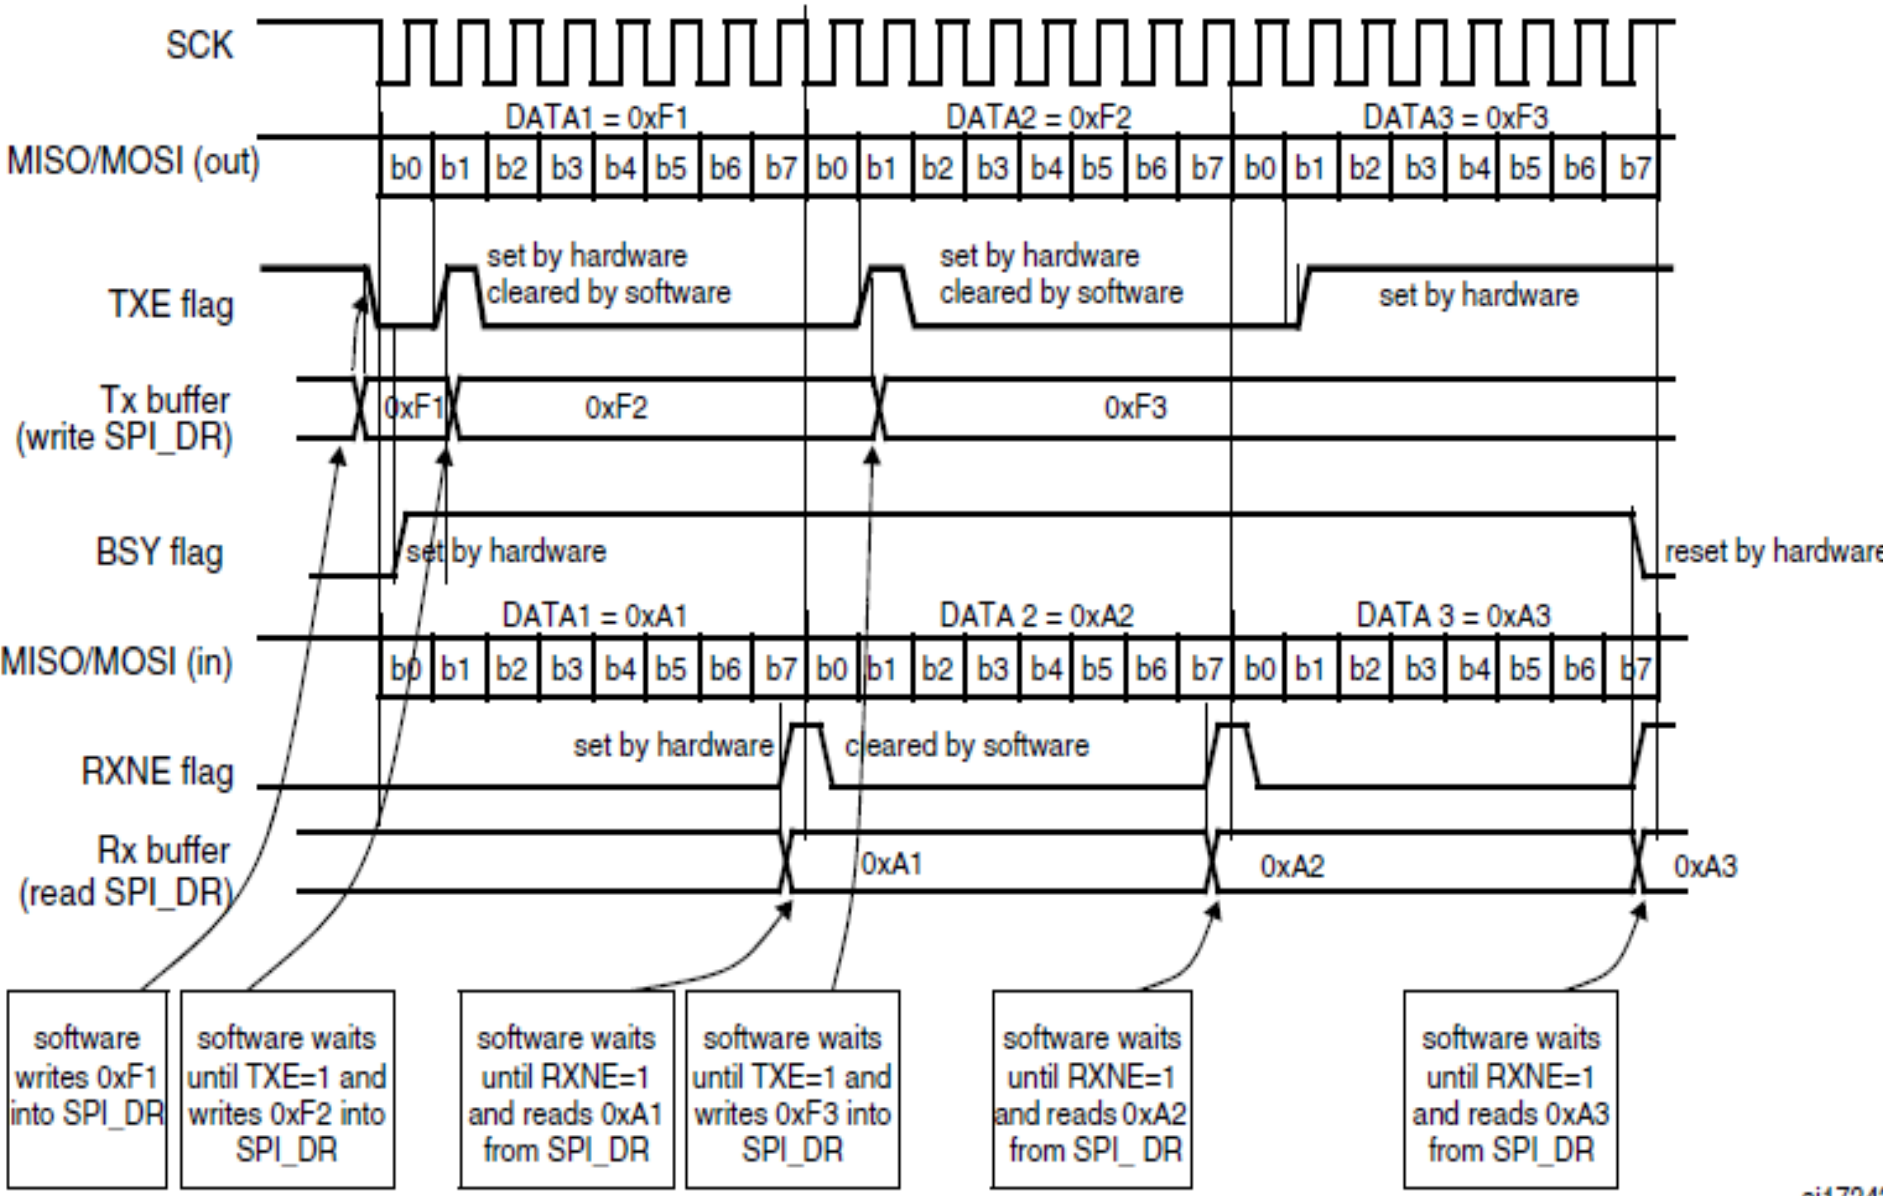 SCK
DATA1 = 0xF1 DATA2 = 0xF2 DATA3 = 0xF3
MISO/MOSI (out) b0 b1 b2 b3 b4 b5 b6 b7 b0 b1 b2 b3 b4 b5 b6 b7 b0 b1 b2 b3 b4 b5 b6 b7
set by hardware set by hardware
cleared by software cleared by software set by hardware
TXE flag
Tx buffer 0xF1 0xF2 0xF3
(write SPI_DR)
BSY flag set by hardware reset by hardware
DATA1 = 0xA1 DATA 2 = 0xA2 DATA 3 = 0xA3
MISO/MOSI (in) b0 b1 b2 b3 b4 b5 b6 b7 b0 b1 b2 b3 b4 b5 b6 b7 b0 b1 b2 b3 b4 b5 b6 b7
set by hardware cleared by software
RXNE flag
Rx buffer 0xA1 0xA2 0xA3
(read SPI_DR)
software
writes 0xF1
into SPI_DR
software waits
until TXE=1 and
writes 0xF2 into
SPI_DR
software waits
until RXNE=1
and reads 0xA1
from SPI_DR
software waits
until TXE=1 and
writes 0xF3 into
SPI_DR
software waits
until RXNE=1
and reads 0xA2
from SPI_ DR
software waits
until RXNE=1
and reads 0xA3
from SPI_DR